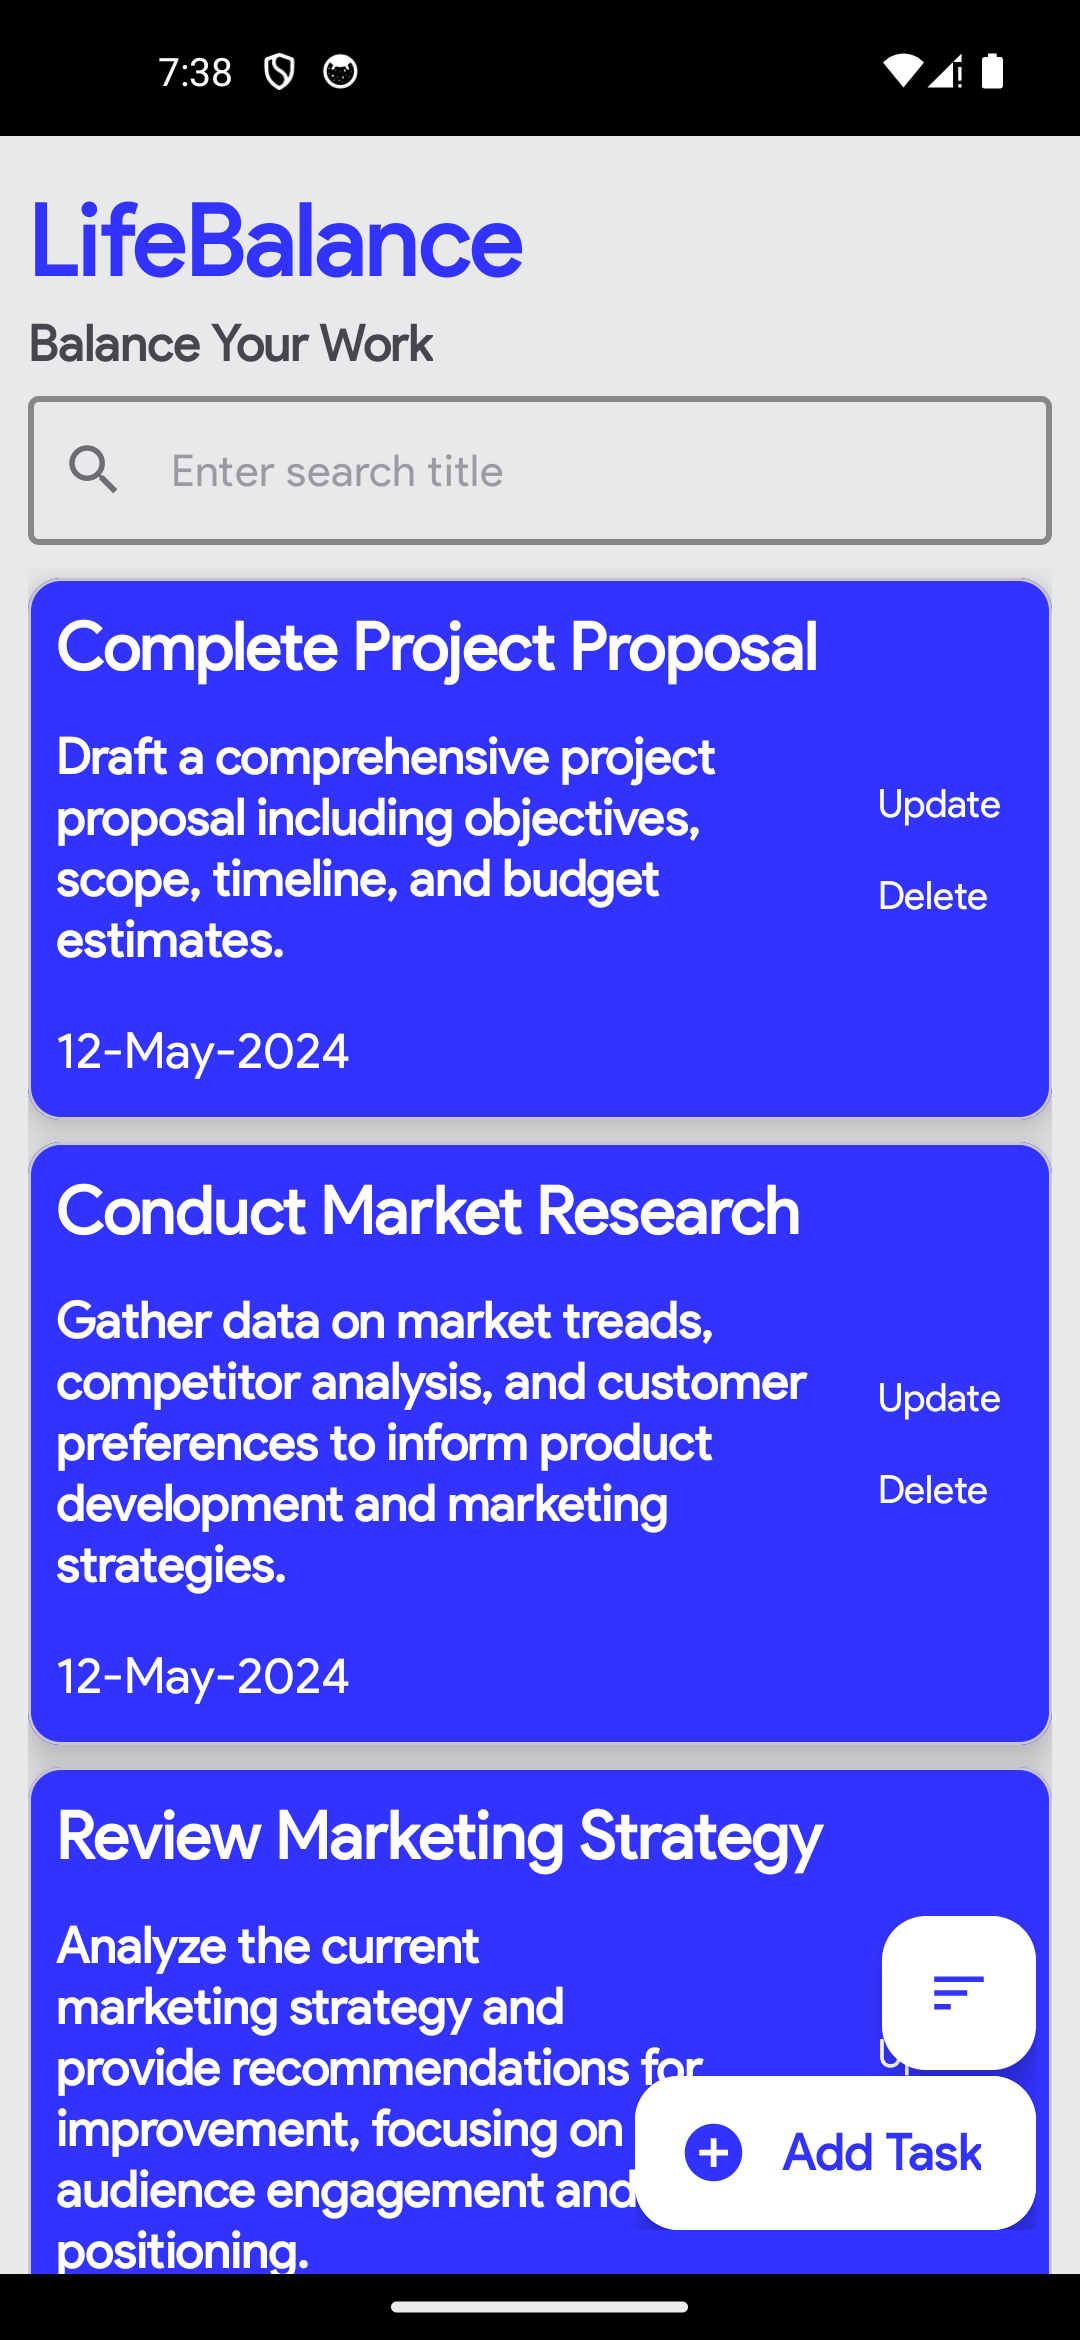 7:38
LifeBalance
Balance Your Work
Enter search title
Complete Project Proposal
Draft a comprehensive project
proposal including objectives,
scope, timeline, and budget
estimates.
Update
Delete
12-May-2024
Conduct Market Research
Gather data on market treads,
competitor analysis, and customer
preferences to inform product
development and marketing
strategies.
Update
Delete
12-May-2024
Review Marketing Strategy
Analyze the current
marketing strategy and
provide recommendations for
improvement, focusing on
audience engagement and
positioning.
Add Task